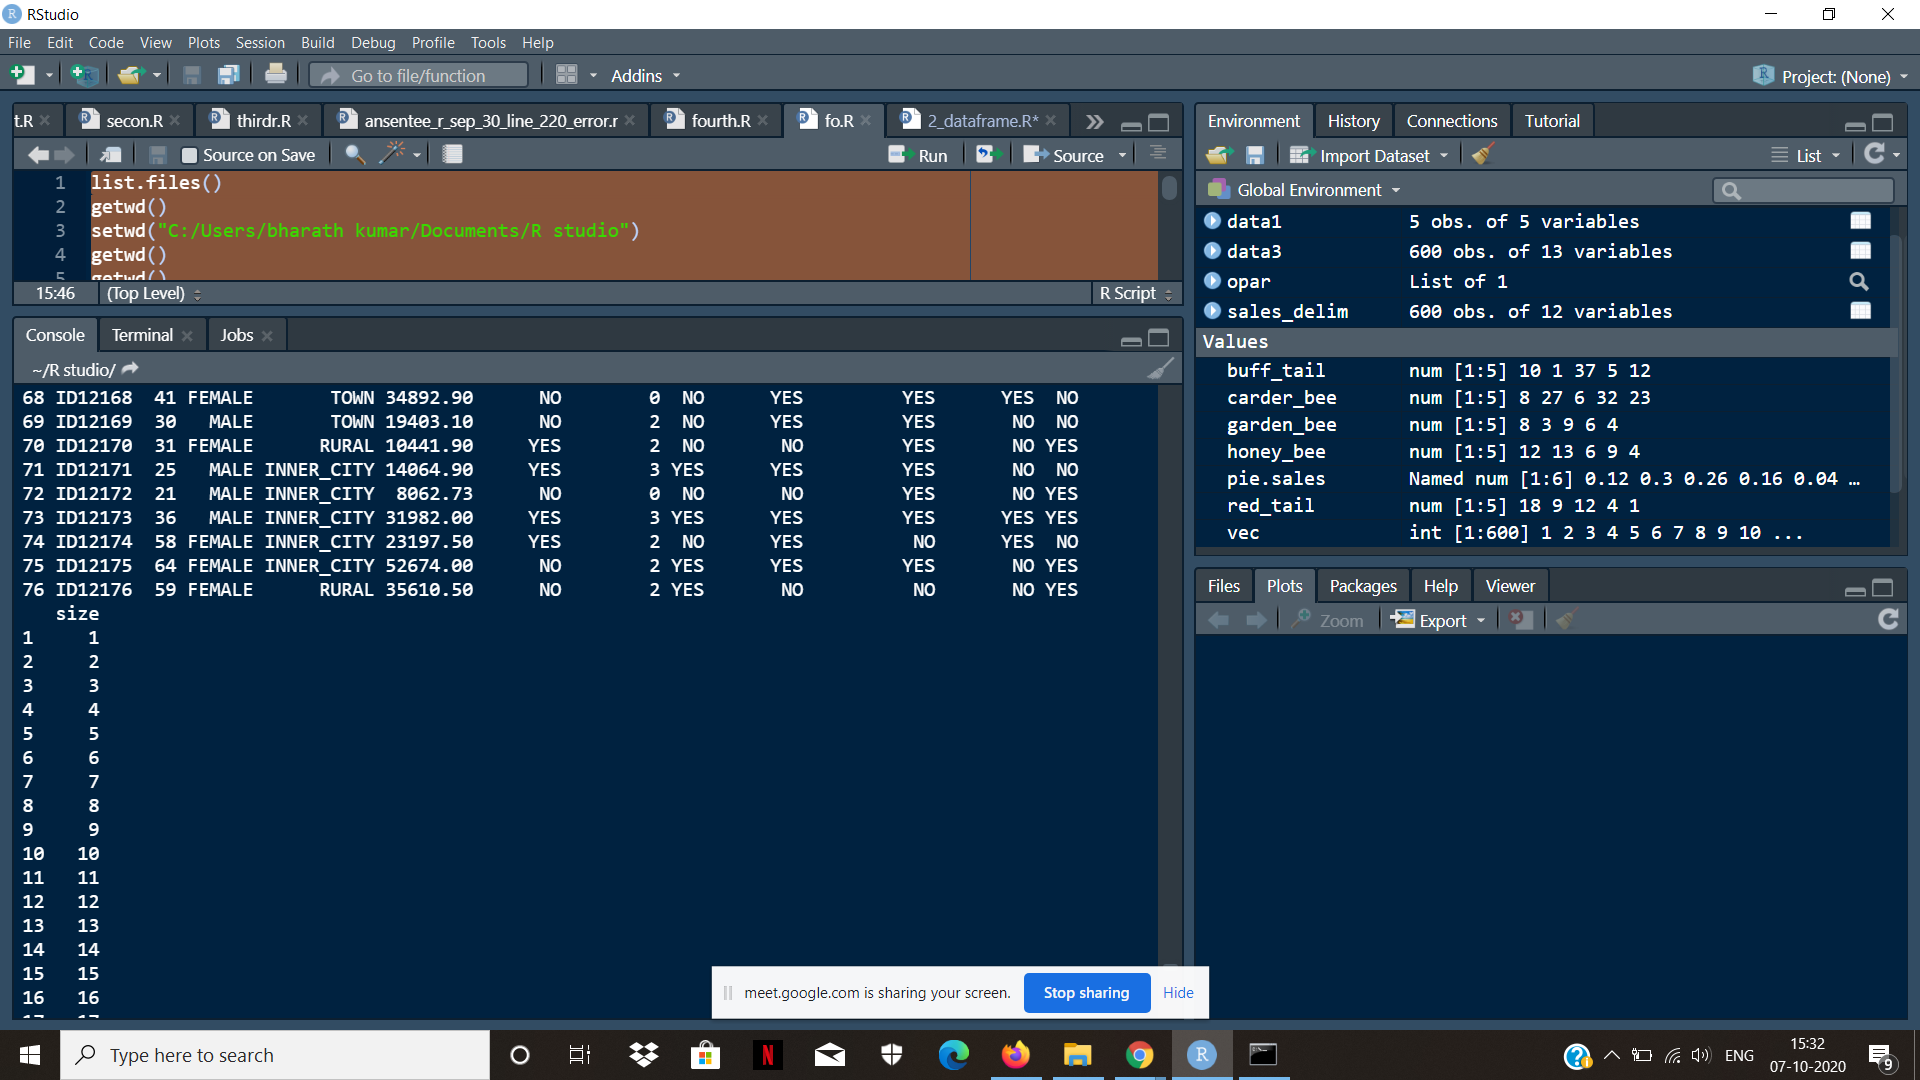 RStudio
File Edit Code View Plots Session Build Debug Profile Tools Help
Go to file/function Addins Project: (None)
t.R secon.R thirdr.R ansentee_r_sep_30_line_220_error.r fourth.R fo.R 2_dataframe.R*
Source on Save Run Source
1 list.files()
2 getwd()
3 setwd("C:/Users/bharath kumar/Documents/R studio")
4 getwd()
5 getwd()
15:46 (Top Level) R Script
Console Terminal Jobs
~/R studio/
68 ID12168 41 FEMALE TOWN 34892.90 NO 0 NO YES YES YES NO
69 ID12169 30 MALE TOWN 19403.10 NO 2 NO YES YES NO NO
70 ID12170 31 FEMALE RURAL 10441.90 YES 2 NO NO YES NO YES
71 ID12171 25 MALE INNER_CITY 14064.90 YES 3 YES YES YES NO NO
72 ID12172 21 MALE INNER_CITY 8062.73 NO 0 NO NO YES NO YES
73 ID12173 36 MALE INNER_CITY 31982.00 YES 3 YES YES YES YES YES
74 ID12174 58 FEMALE INNER_CITY 23197.50 YES 2 NO YES NO YES NO
75 ID12175 64 FEMALE INNER_CITY 52674.00 NO 2 YES YES YES NO YES
76 ID12176 59 FEMALE RURAL 35610.50 NO 2 YES NO NO NO YES
size
1 1
2 2
3 3
4 4
5 5
6 6
7 7
8 8
9 9
10 10
11 11
12 12
13 13
14 14
15 15
16 16
17 17
Environment History Connections Tutorial
Import Dataset List
Global Environment
data1 5 obs. of 5 variables
data3 600 obs. of 13 variables
opar List of 1
sales_delim 600 obs. of 12 variables
Values
buff_tail num [1:5] 10 1 37 5 12
carder_bee num [1:5] 8 27 6 32 23
garden_bee num [1:5] 8 3 9 6 4
honey_bee num [1:5] 12 13 6 9 4
pie.sales Named num [1:6] 0.12 0.3 0.26 0.16 0.04 …
red_tail num [1:5] 18 9 12 4 1
vec int [1:600] 1 2 3 4 5 6 7 8 9 10 ...
Files Plots Packages Help Viewer
Zoom Export
meet.google.com is sharing your screen. Stop sharing Hide
Type here to search
ENG
15:32
07-10-2020
9